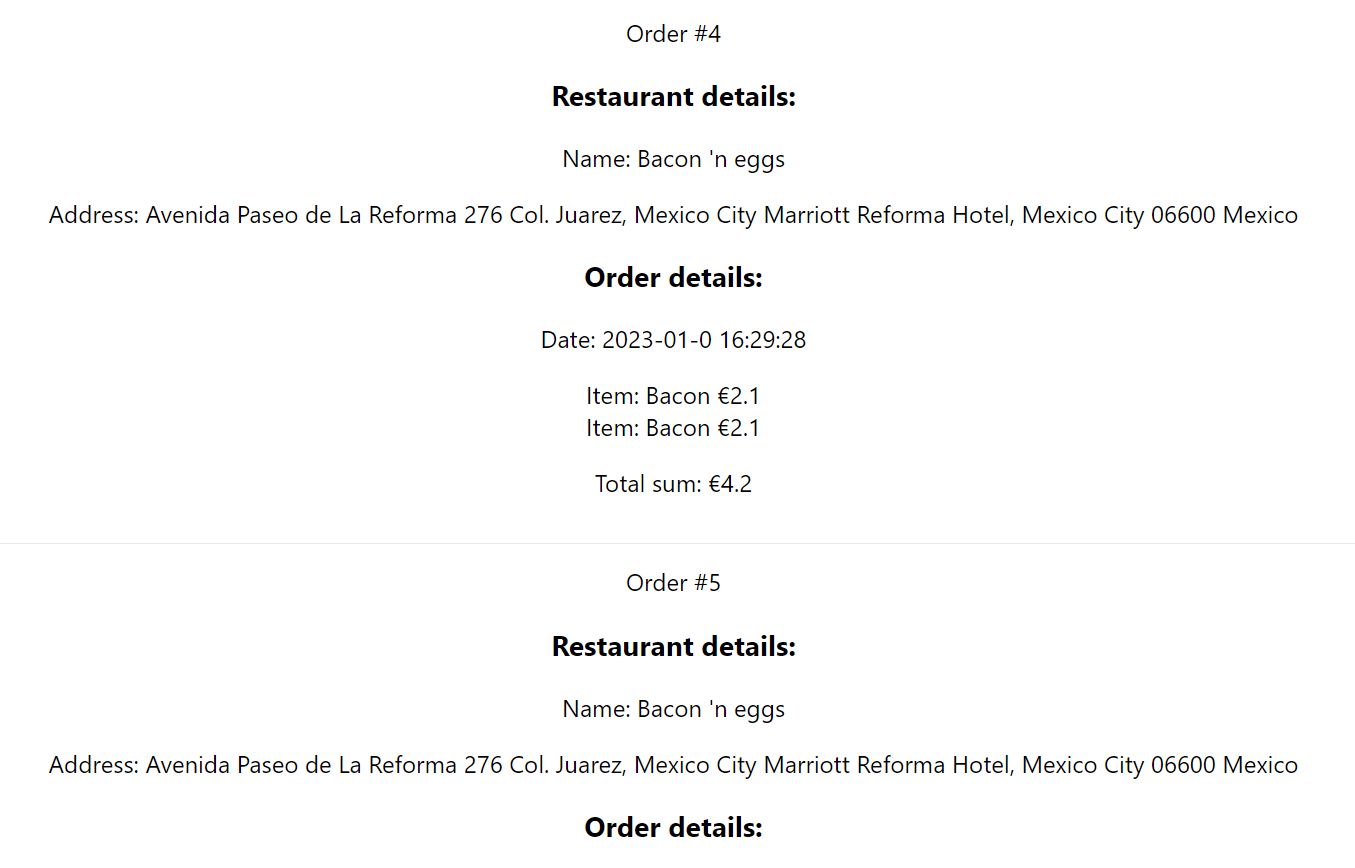 Order #4
Restaurant details:
Name: Bacon 'n eggs
Address: Avenida Paseo de La Reforma 276 Col. Juarez, Mexico City Marriott Reforma Hotel, Mexico City 06600 Mexico
Order details:
Date: 2023-01-0 16:29:28
Item: Bacon €2.1
Item: Bacon €2.1
Total sum: €4.2
Order #5
Restaurant details:
Name: Bacon 'n eggs
Address: Avenida Paseo de La Reforma 276 Col. Juarez, Mexico City Marriott Reforma Hotel, Mexico City 06600 Mexico
Order details: